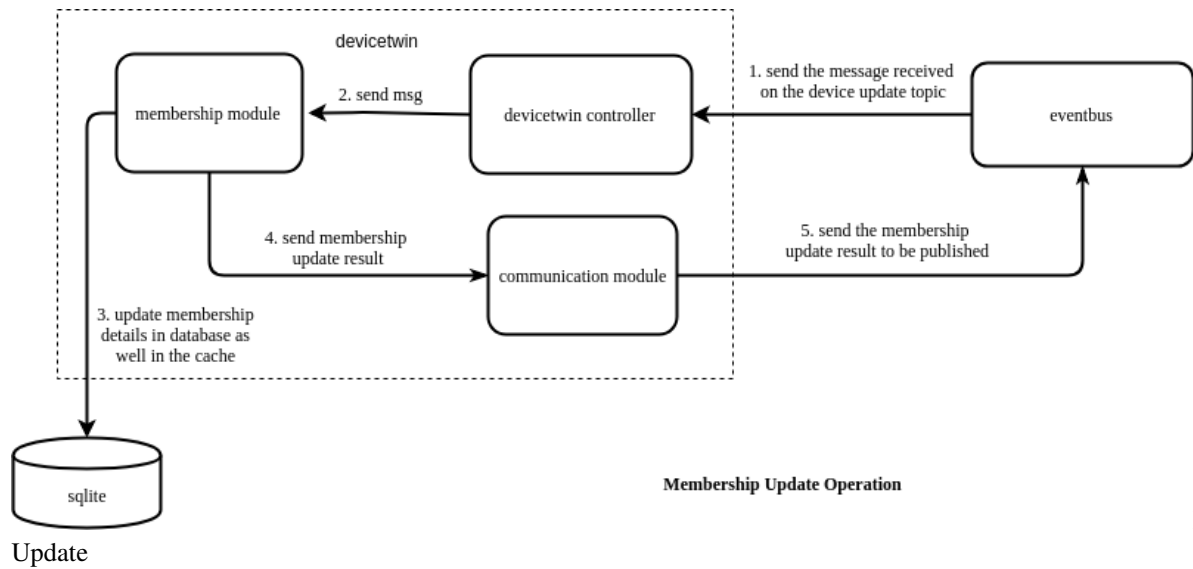 devicetwin
membership module
2. send msg
devicetwin controller
1. send the message received
on the device update topic
eventbus
4. send membership
update result
communication module
5. send the membership
update result to be published
3. update membership
details in database as
well in the cache
sqlite
Membership Update Operation
Update